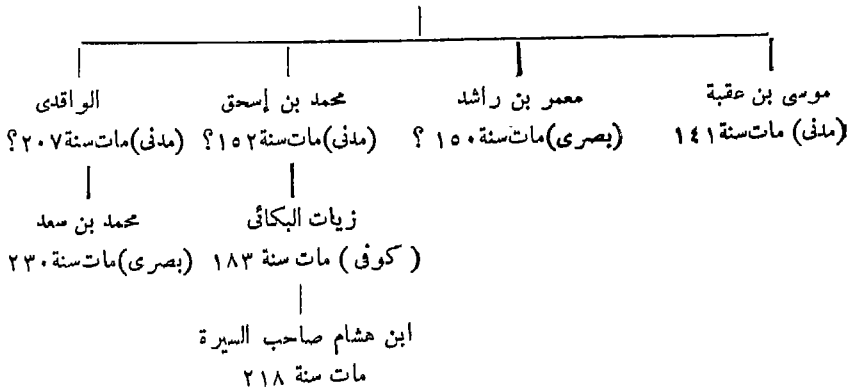 موسى بن عقبة
معمر بن راشد
محمد بن إسحق
الواقدى
(مدنى) مات سنة ١٤١
(بصرى) مات سنة ١٥٠ ؟
(مدنى) مات سنة ١٥٢ ؟
(مدنى) مات سنة ٢٠٧ ؟
زيات البكائى
محمد بن سعد
( كوفى ) مات سنة ١٨٣
(بصرى) مات سنة ٢٣٠
ابن هشام صاحب السيرة
مات سنة ٢١٨